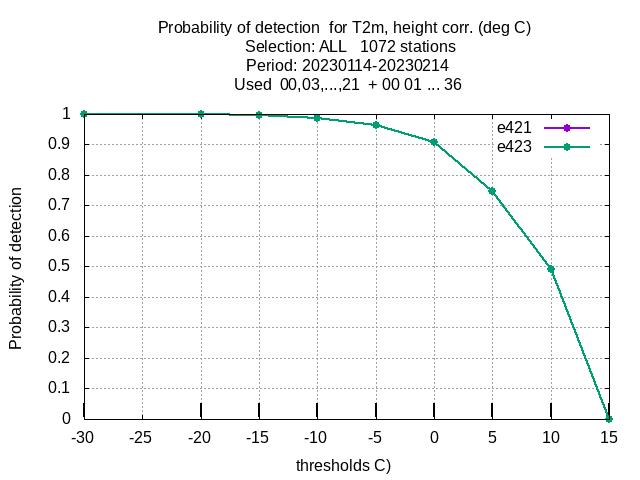 Probability of detection  for T2m, height corr. (deg C)
Selection: ALL   1072 stations
Period: 20230114-20230214
Used  00,03,...,21  + 00 01 ... 36
e421
e423
Probability of detection
1
0.9
0.8
0.7
0.6
0.5
0.4
0.3
0.2
0.1
0
-30 -25 -20 -15 -10 -5 0 5 10 15
thresholds C)